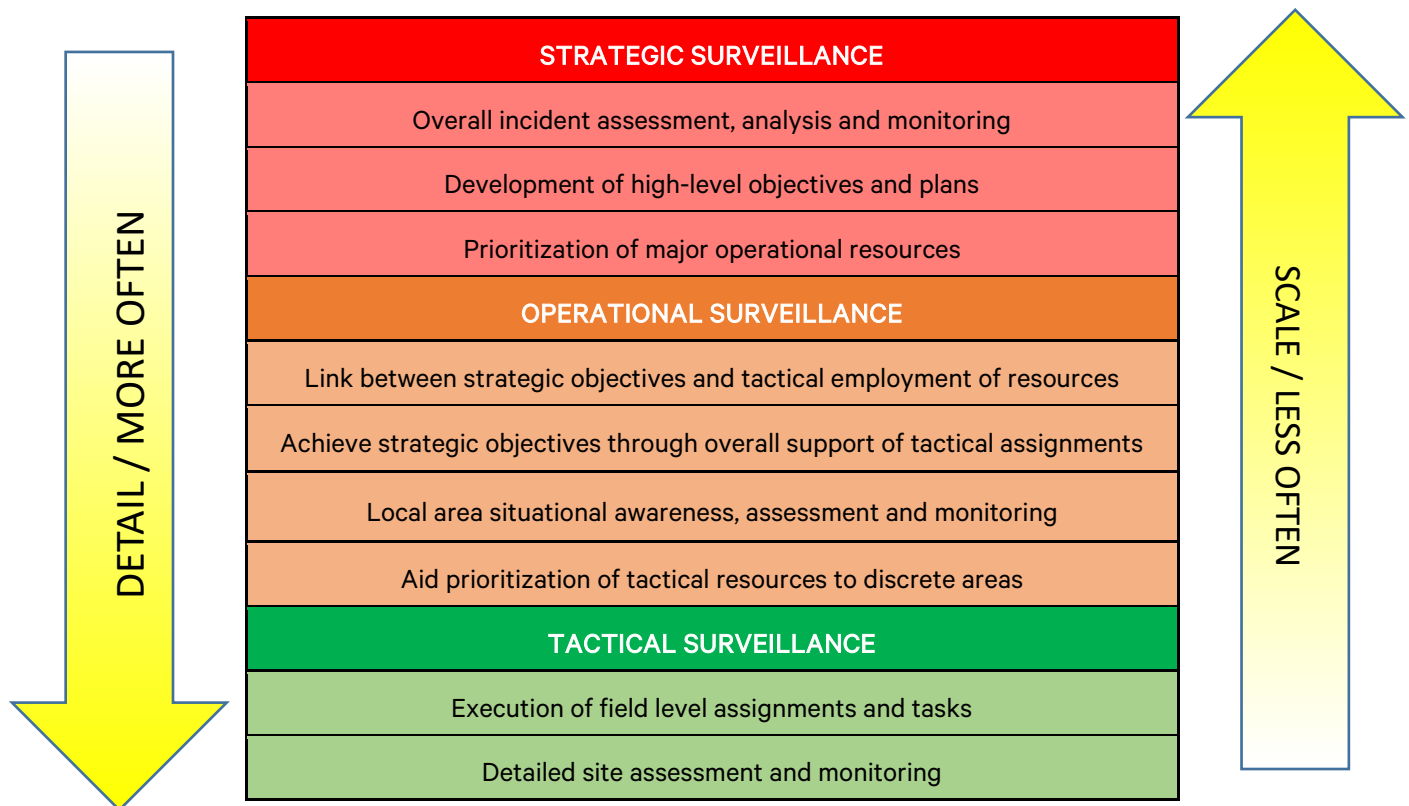 DETAIL / MORE OFTEN
STRATEGIC SURVEILLANCE
Overall incident assessment, analysis and monitoring
Development of high-level objectives and plans
Prioritization of major operational resources
OPERATIONAL SURVEILLANCE
Link between strategic objectives and tactical employment of resources
Achieve strategic objectives through overall support of tactical assignments
Local area situational awareness, assessment and monitoring
Aid prioritization of tactical resources to discrete areas
TACTICAL SURVEILLANCE
Execution of field level assignments and tasks
Detailed site assessment and monitoring
SCALE / LESS OFTEN